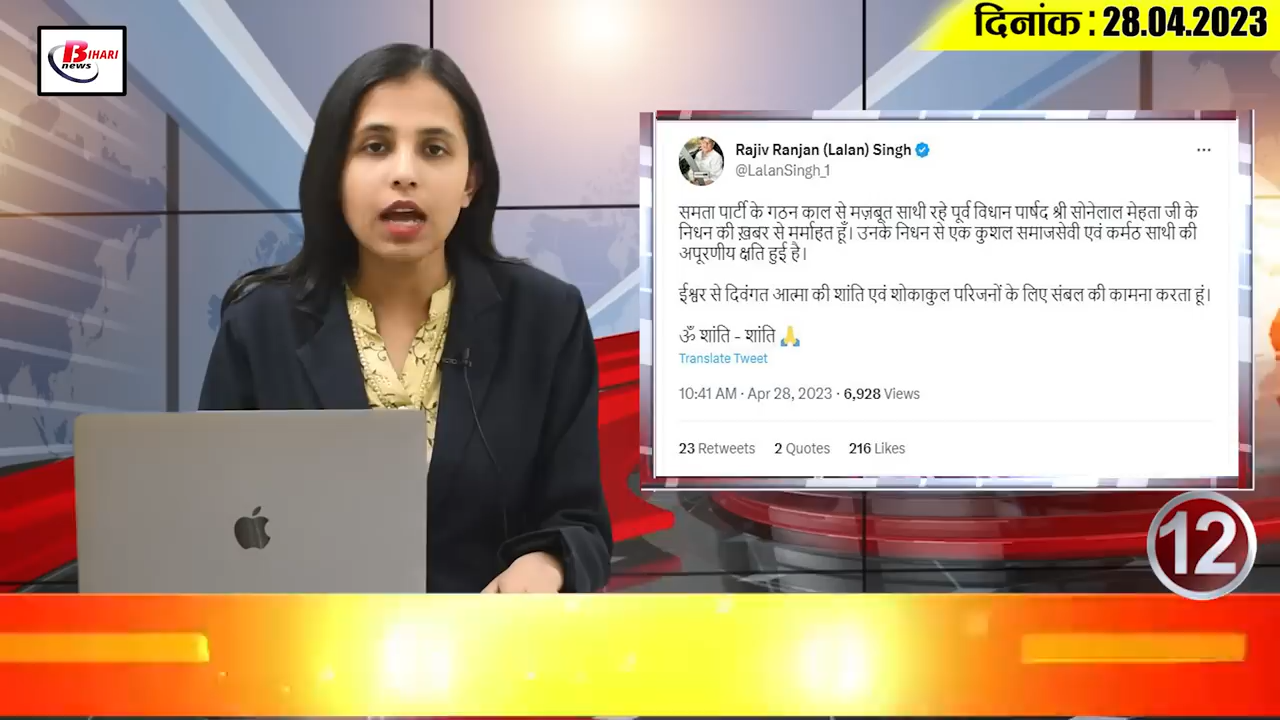 BIHARI
news
दिनांक : 28.04.2023
Rajiv Ranjan (Lalan) Singh
@LalanSingh_1
समता पार्टी के गठन काल से मज़बूत साथी रहे पूर्व विधान पार्षद श्री सोनेलाल मेहता जी के
निधन की ख़बर से मर्माहत हूँ। उनके निधन से एक कुशल समाजसेवी एवं कर्मठ साथी की
अपूरणीय क्षति हुई है।
ईश्वर से दिवंगत आत्मा की शांति एवं शोकाकुल परिजनों के लिए संबल की कामना करता हूं।
ॐ शांति - शांति 🙏
Translate Tweet
10:41 AM · Apr 28, 2023 · 6,928 Views
23 Retweets 2 Quotes 216 Likes
12